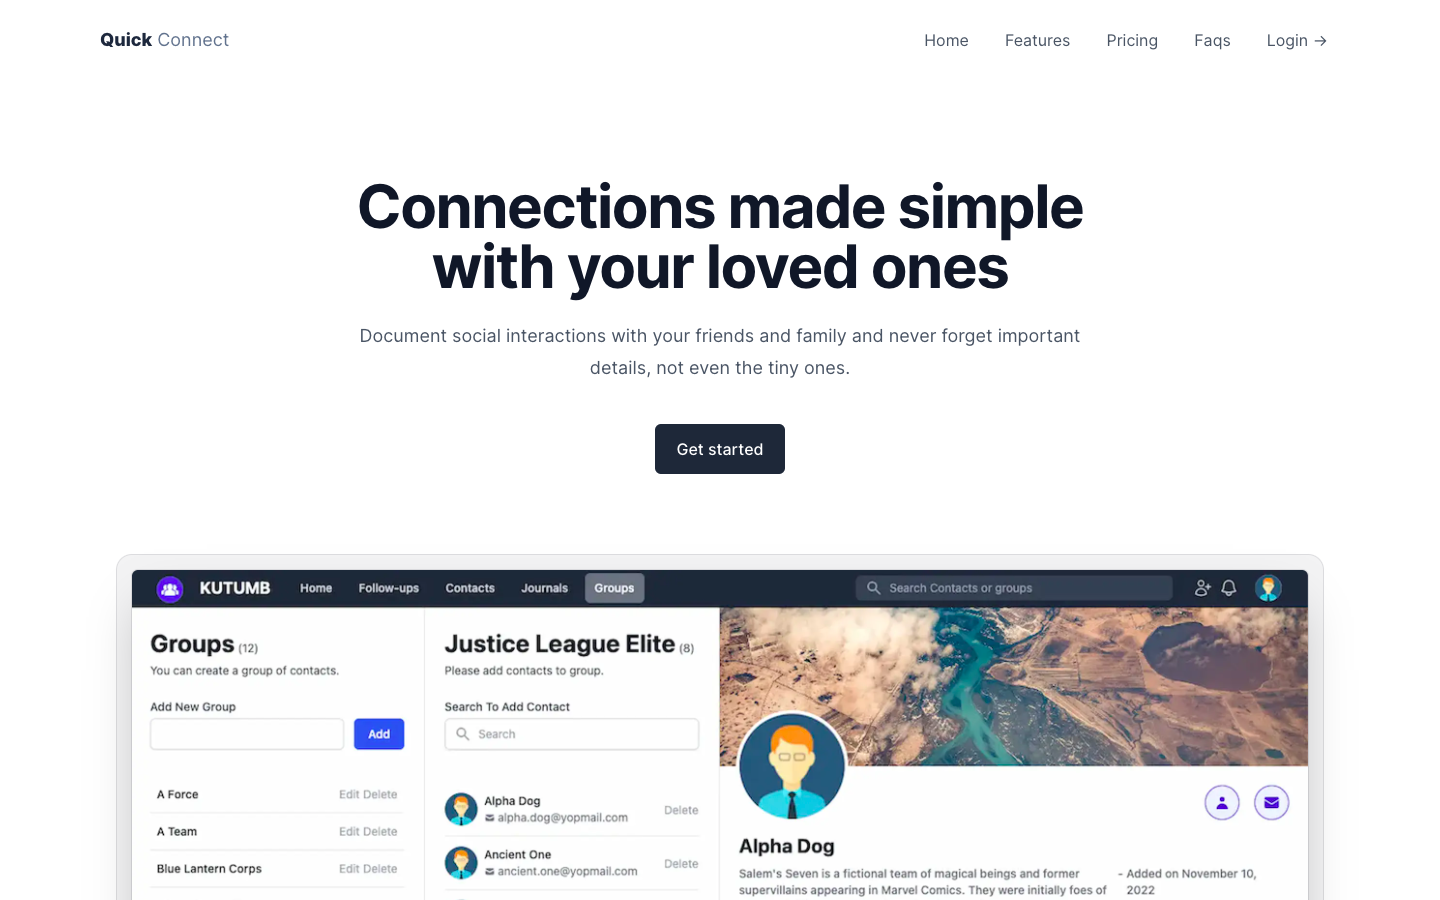 Quick Connect
Home Features Pricing Faqs Login →
Connections made simple
with your loved ones
Document social interactions with your friends and family and never forget important
details, not even the tiny ones.
Get started
KUTUMB Home Follow-ups Contacts Journals Groups Search Contacts or groups
Groups (12)
You can create a group of contacts.
Add New Group
Add
A Force Edit Delete
A Team Edit Delete
Blue Lantern Corps Edit Delete
Justice League Elite (8)
Please add contacts to group.
Search To Add Contact
Search
Alpha Dog
alpha.dog@yopmail.com
Delete
Ancient One
ancient.one@yopmail.com
Delete
Alpha Dog
Salem's Seven is a fictional team of magical beings and former
supervillains appearing in Marvel Comics. They were initially foes of
- Added on November 10,
2022